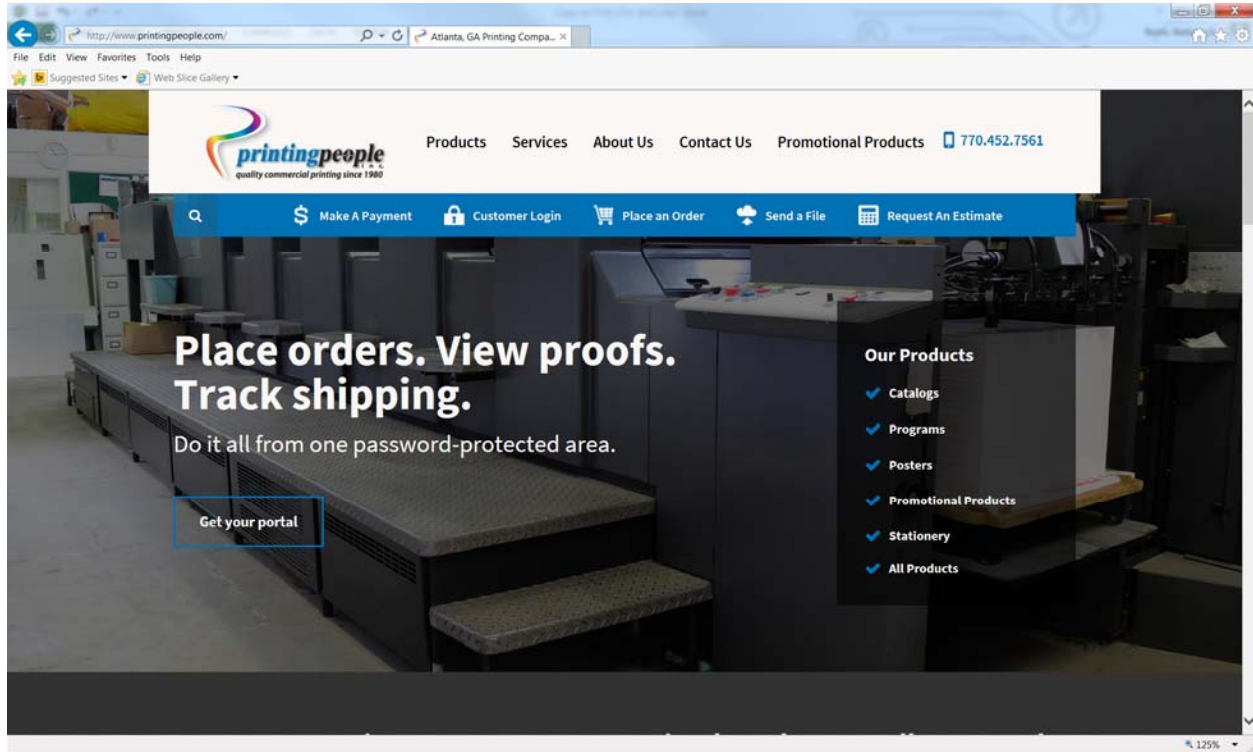 http://www.printingpeople.com/
Atlanta, GA Printing Compa...
File Edit View Favorites Tools Help
Suggested Sites Web Slice Gallery
printingpeople
INC
quality commercial printing since 1980
Products Services About Us Contact Us Promotional Products 770.452.7561
$ Make A Payment Customer Login Place an Order Send a File Request An Estimate
Place orders. View proofs.
Track shipping.
Do it all from one password-protected area.
Get your portal
Our Products
Catalogs
Programs
Posters
Promotional Products
Stationery
All Products
125%